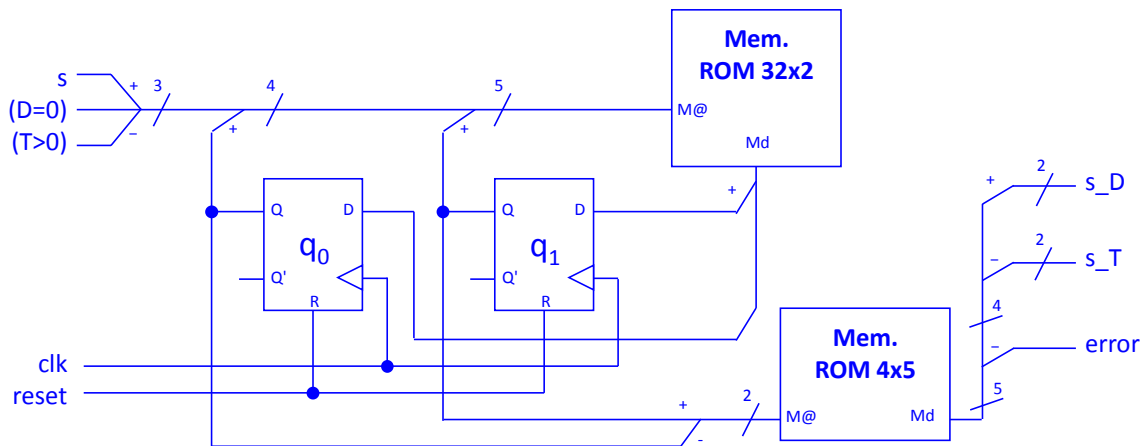 Mem.
ROM 32x2
M@
Md
s
(D=0)
(T>0)
+
–
3
4
5
+
+
+
Q
D
q0
Q'
R
Q
D
q1
Q'
R
clk
reset
Mem.
ROM 4x5
M@
Md
+
-
2
+
2
s_D
–
2
s_T
4
–
error
5